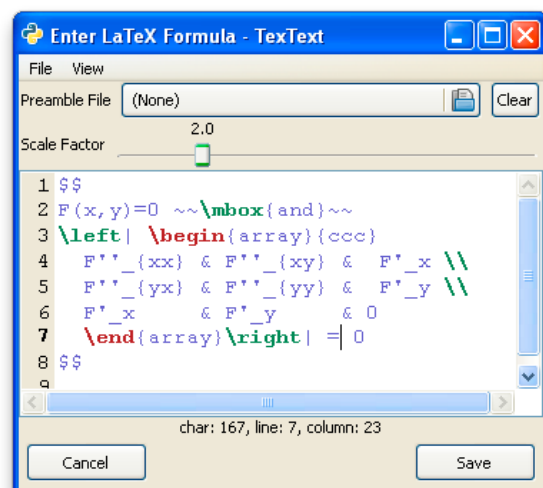 Enter LaTeX Formula - TexText
File View
Preamble File (None) Clear
2.0
Scale Factor
1 $$
2 F(x,y)=0 ~~\mbox{and}~~
3 \left| \begin{array}{ccc}
4   F''_{xx} & F''_{xy} &  F'_x \\
5   F''_{yx} & F''_{yy} &  F'_y \\
6   F'_x     & F'_y     & 0
7   \end{array}\right| = 0
8 $$
9
char: 167, line: 7, column: 23
Cancel Save